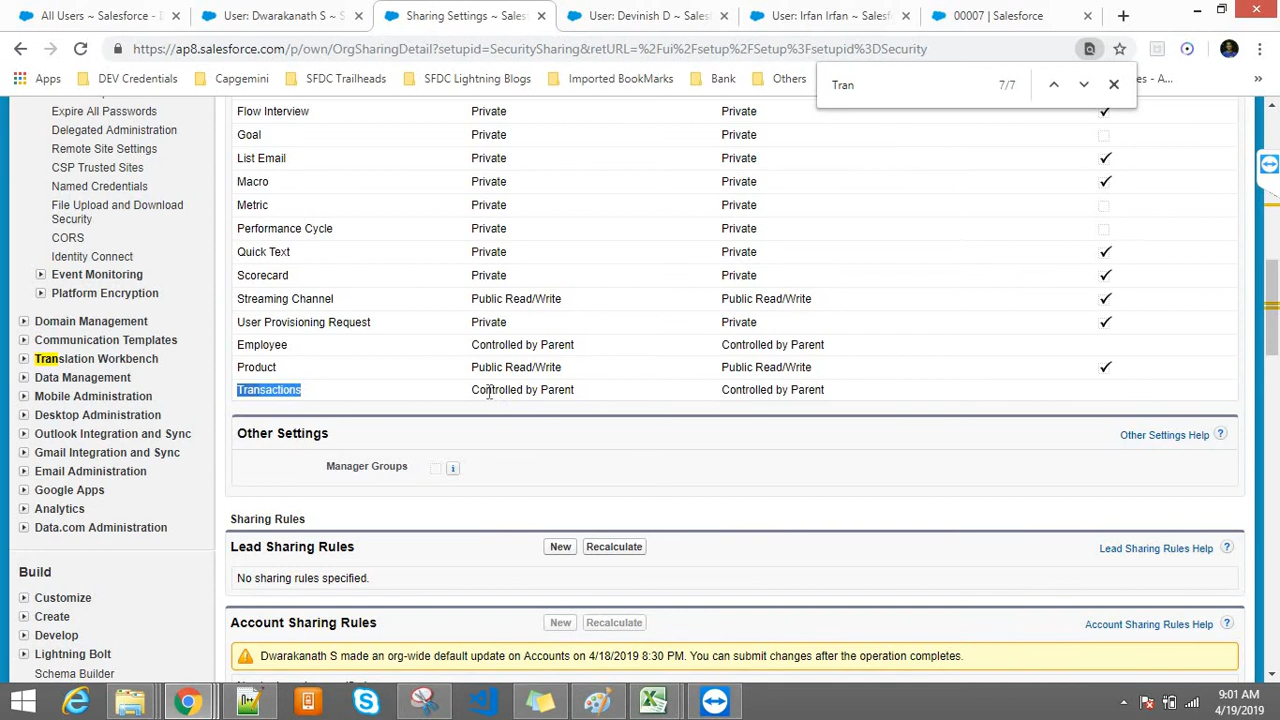 All Users ~ Salesforce - D
User: Dwarakanath S ~ Sal
Sharing Settings ~ Salesf
User: Devinish D ~ Salesfo
User: Irfan Irfan ~ Salesfo
00007 | Salesforce
https://ap8.salesforce.com/p/own/OrgSharingDetail?setupid=SecuritySharing&retURL=%2Fui%2Fsetup%2FSetup%3Fsetupid%3DSecurity
Apps
DEV Credentials
Capgemini
SFDC Trailheads
SFDC Lightning Blogs
Imported BookMarks
Bank
Others
- A...
»
Tran
7/7
Expire All Passwords
Delegated Administration
Remote Site Settings
CSP Trusted Sites
Named Credentials
File Upload and Download
Security
CORS
Identity Connect
Event Monitoring
Platform Encryption
Domain Management
Communication Templates
Translation Workbench
Data Management
Mobile Administration
Desktop Administration
Outlook Integration and Sync
Gmail Integration and Sync
Email Administration
Google Apps
Analytics
Data.com Administration
Build
Customize
Create
Develop
Lightning Bolt
Schema Builder
Flow Interview Private Private
Goal Private Private
List Email Private Private
Macro Private Private
Metric Private Private
Performance Cycle Private Private
Quick Text Private Private
Scorecard Private Private
Streaming Channel Public Read/Write Public Read/Write
User Provisioning Request Private Private
Employee Controlled by Parent Controlled by Parent
Product Public Read/Write Public Read/Write
Transactions Controlled by Parent Controlled by Parent
Other Settings Other Settings Help ?
Manager Groups i
Sharing Rules
Lead Sharing Rules New Recalculate Lead Sharing Rules Help ?
No sharing rules specified.
Account Sharing Rules New Recalculate Account Sharing Rules Help ?
Dwarakanath S made an org-wide default update on Accounts on 4/18/2019 8:30 PM. You can submit changes after the operation completes.
9:01 AM
4/19/2019